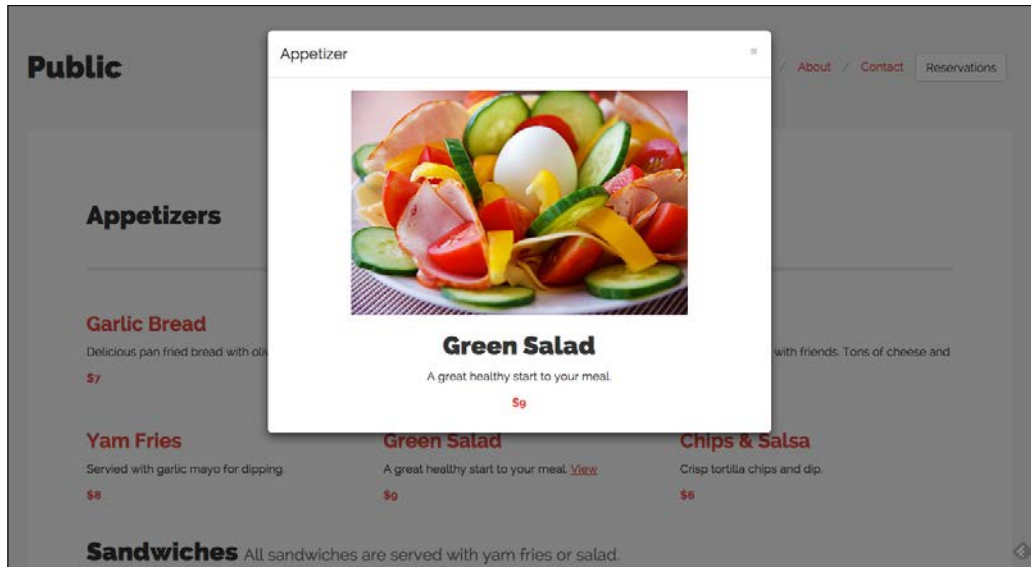 Public
Appetizer
×
/ About / Contact Reservations
Appetizers
Garlic Bread
Delicious pan fried bread with
$7
with friends. Tons of cheese and
Green Salad
A great healthy start to your meal.
$9
Yam Fries
Servied with garlic mayo for dipping.
$8
Green Salad
A great healthy start to your meal. View
$9
Chips & Salsa
Crisp tortilla chips and dip.
$6
Sandwiches All sandwiches are served with yam fries or salad.